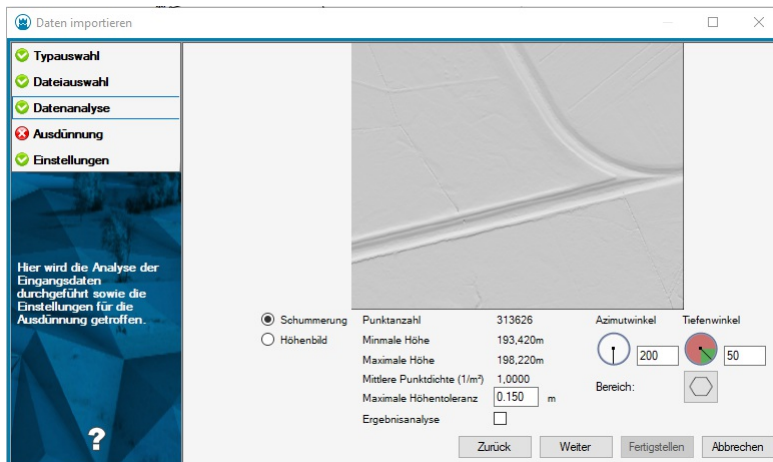 Daten importieren
Typauswahl
Dateiauswahl
Datenanalyse
Ausdünnung
Einstellungen
Hier wird die Analyse der
Eingangsdaten
durchgeführt sowie die
Einstellungen für die
Ausdünnung getroffen.
?
Schummerung
Höhenbild
Punktanzahl 313626
Minmale Höhe 193,420m
Maximale Höhe 198,220m
Mittlere Punktdichte (1/m²) 1,0000
Maximale Höhentoleranz 0.150 m
Ergebnisanalyse
Azimutwinkel Tiefenwinkel
200 50
Bereich:
Zurück Weiter Fertigstellen Abbrechen